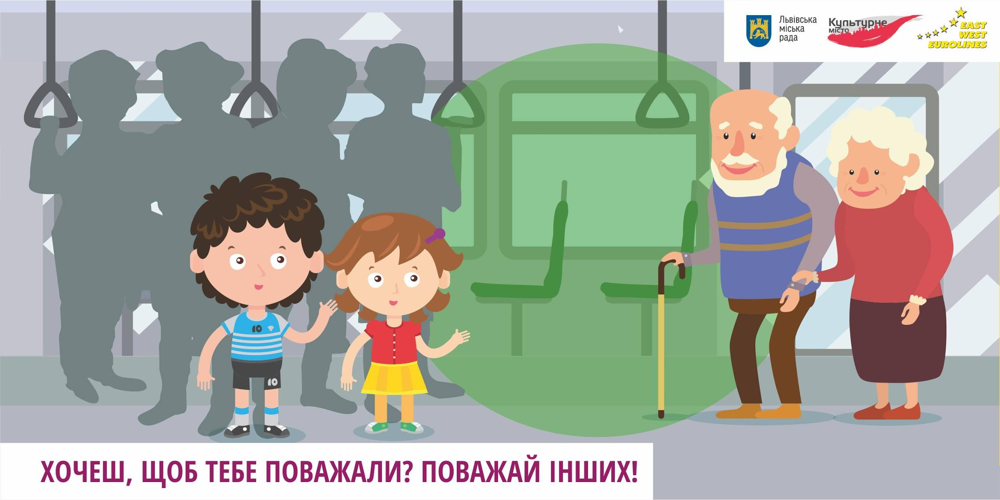 Львівська
міська
рада
Культурне
місто
EAST
WEST
EUROLINES
10
10
ХОЧЕШ, ЩОБ ТЕБЕ ПОВАЖАЛИ? ПОВАЖАЙ ІНШИХ!